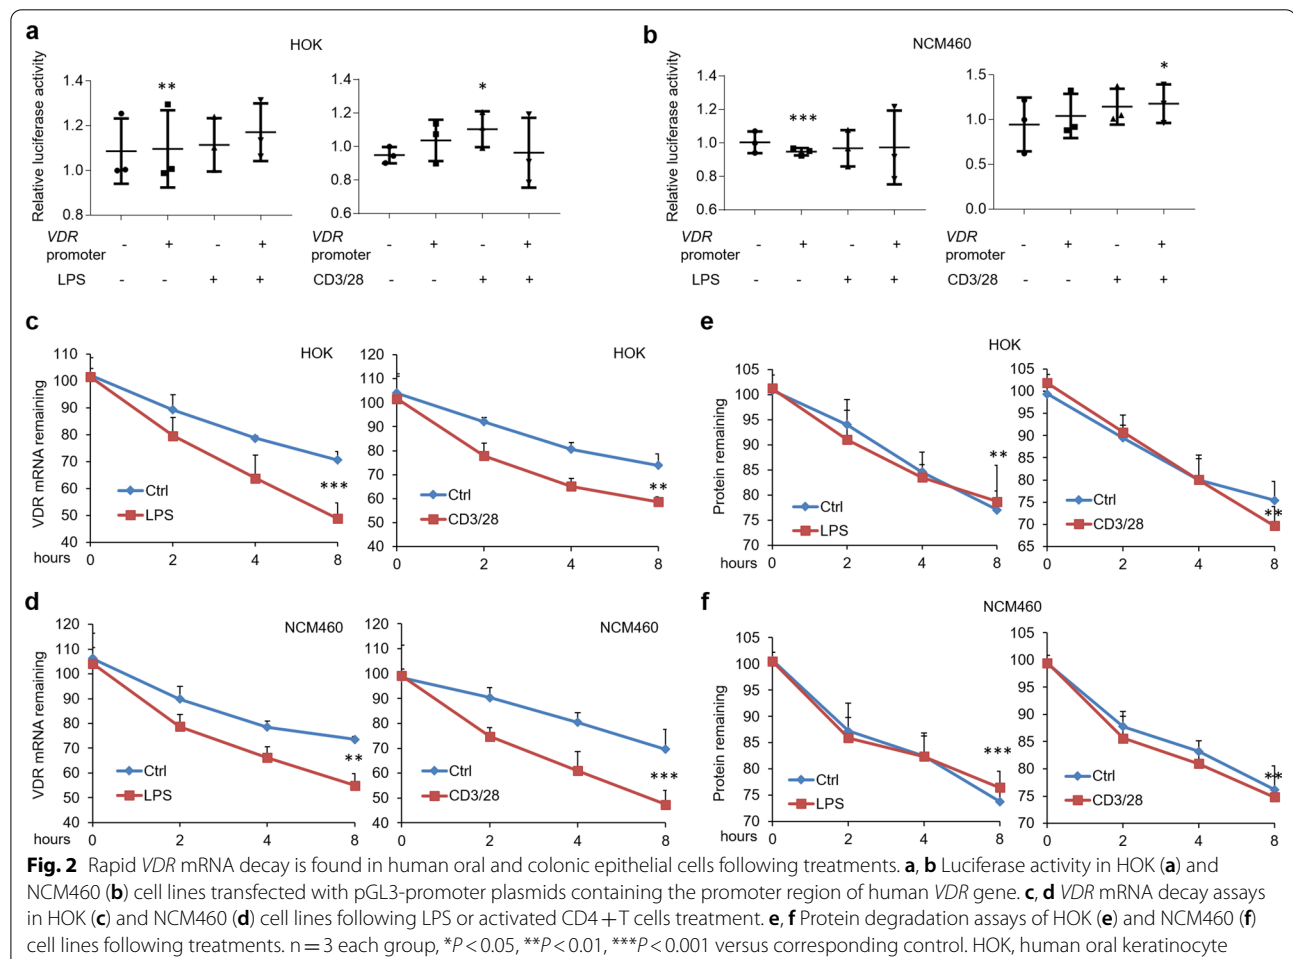 a
HOK
Relative luciferase activity
1.4
1.2
1.0
0.8
**
1.4
1.2
1.0
0.8
0.6
*
VDR promoter - + - +
LPS - - + +
- + - +
CD3/28 - - + +
b
NCM460
Relative luciferase activity
1.4
1.2
1.0
0.8
0.6
***
1.5
1.0
0.5
0.0
*
VDR promoter - + - +
LPS - - + +
VDR promoter - + - +
CD3/28 - - + +
c
HOK
VDR mRNA remaining
110
100
90
80
70
60
50
40
Ctrl
LPS
***
hours 0 2 4 8
HOK
120
110
100
90
80
70
60
50
40
Ctrl
CD3/28
**
0 2 4 8
e
HOK
Protein remaining
105
100
95
90
85
80
75
70
Ctrl
LPS
**
hours 0 2 4 8
105
100
95
90
85
80
75
70
65
Ctrl
CD3/28
**
0 2 4 8
d
NCM460
VDR mRNA remaining
120
110
100
90
80
70
60
50
40
Ctrl
LPS
**
hours 0 2 4 8
NCM460
120
110
100
90
80
70
60
50
40
Ctrl
CD3/28
***
0 2 4 8
f
NCM460
Protein remaining
105
100
95
90
85
80
75
70
Ctrl
LPS
***
hours 0 2 4 8
105
100
95
90
85
80
75
70
Ctrl
CD3/28
**
0 2 4 8
Fig. 2 Rapid VDR mRNA decay is found in human oral and colonic epithelial cells following treatments. a, b Luciferase activity in HOK (a) and
NCM460 (b) cell lines transfected with pGL3-promoter plasmids containing the promoter region of human VDR gene. c, d VDR mRNA decay assays
in HOK (c) and NCM460 (d) cell lines following LPS or activated CD4+T cells treatment. e, f Protein degradation assays of HOK (e) and NCM460 (f)
cell lines following treatments. n=3 each group, *P<0.05, **P<0.01, ***P<0.001 versus corresponding control. HOK, human oral keratinocyte